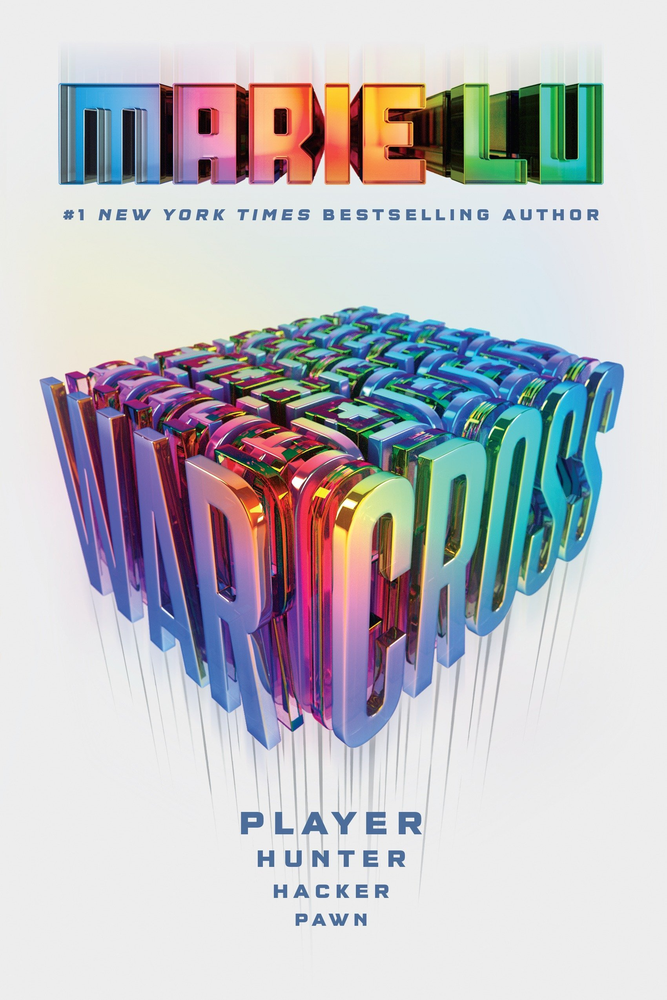 MARIE LU
#1 NEW YORK TIMES BESTSELLING AUTHOR
WARCROSS
PLAYER
HUNTER
HACKER
PAWN